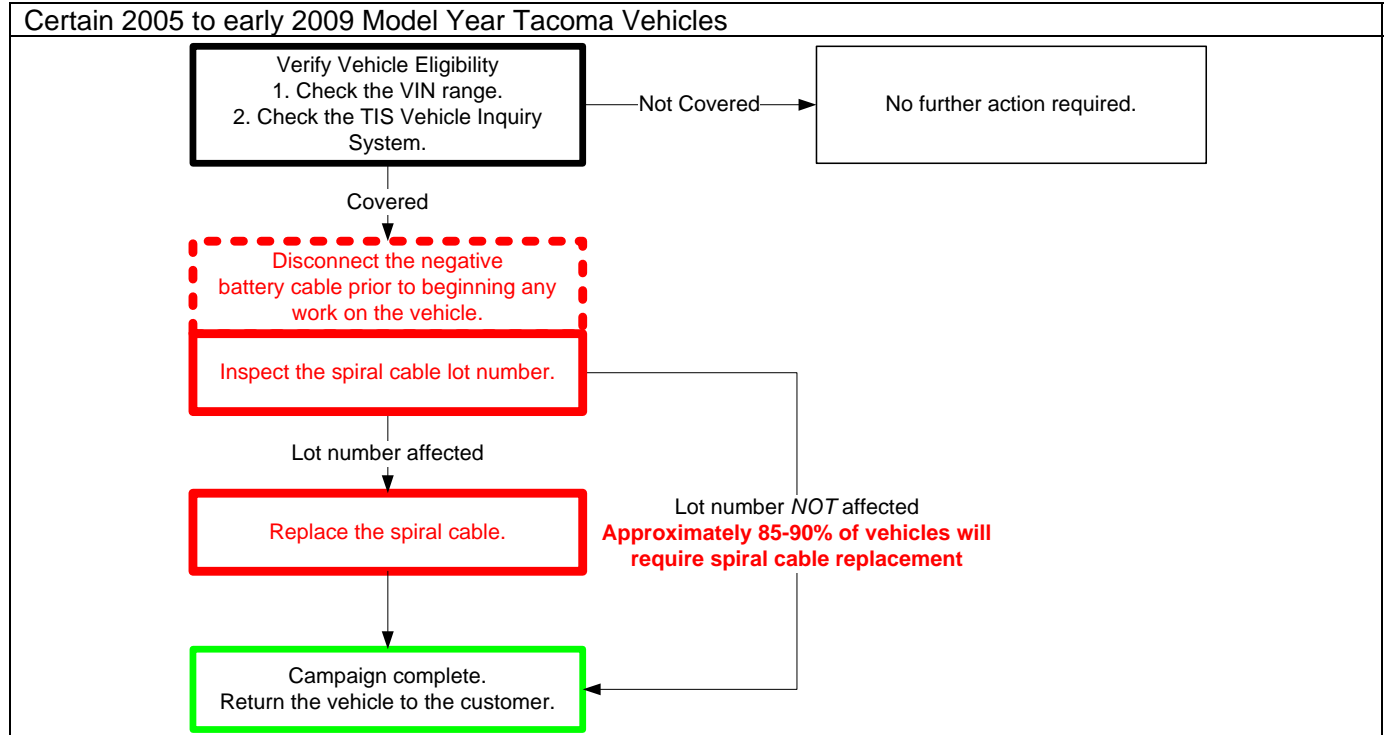 Certain 2005 to early 2009 Model Year Tacoma Vehicles
Verify Vehicle Eligibility
1. Check the VIN range.
2. Check the TIS Vehicle Inquiry
System.
Not Covered
No further action required.
Covered
Disconnect the negative
battery cable prior to beginning any
work on the vehicle.
Inspect the spiral cable lot number.
Lot number affected
Replace the spiral cable.
Lot number NOT affected
Approximately 85-90% of vehicles will
require spiral cable replacement
Campaign complete.
Return the vehicle to the customer.